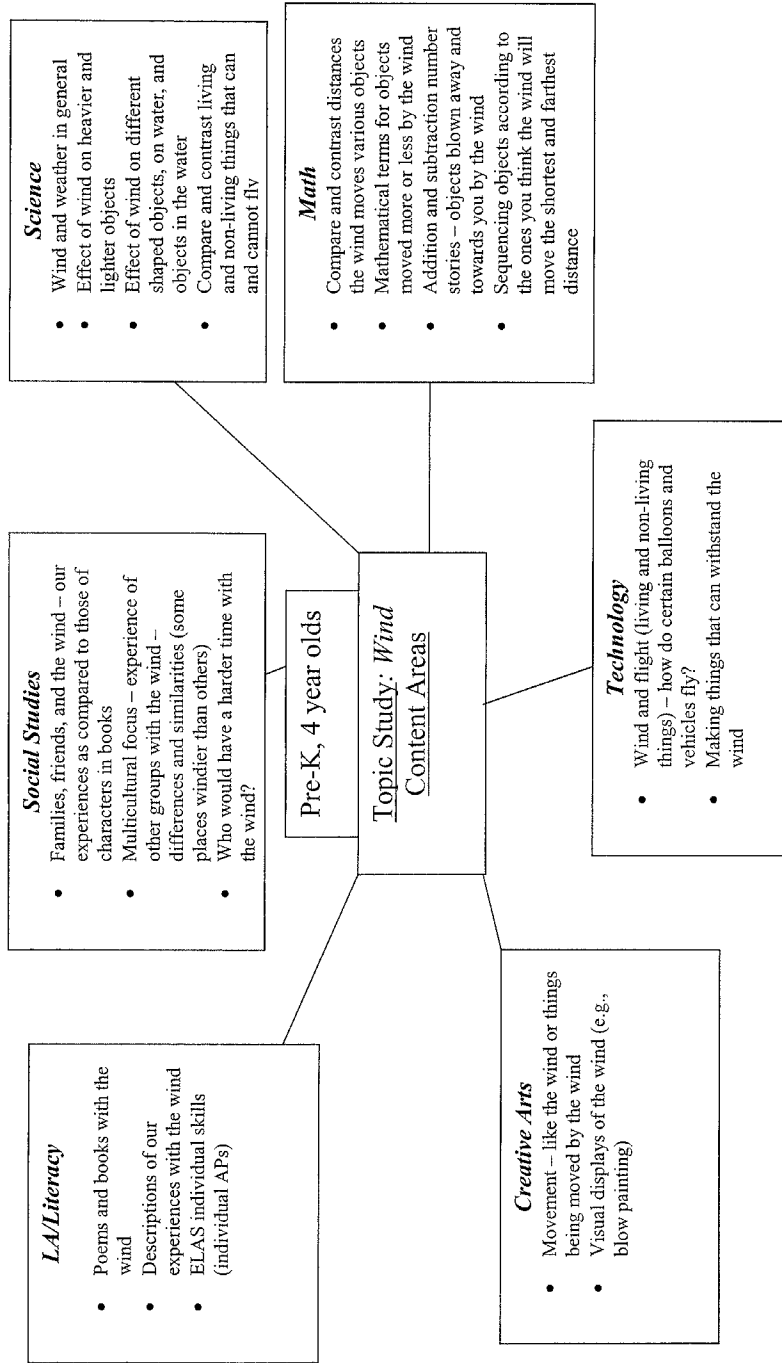 LA/Literacy
• Poems and books with the
wind
• Descriptions of our
experiences with the wind
• ELAS individual skills
(individual APs)
Social Studies
• Families, friends, and the wind – our
experiences as compared to those of
characters in books
• Multicultural focus – experience of
other groups with the wind –
differences and similarities (some
places windier than others)
• Who would have a harder time with
the wind?
Science
• Wind and weather in general
• Effect of wind on heavier and
lighter objects
• Effect of wind on different
shaped objects, on water, and
objects in the water
• Compare and contrast living
and non-living things that can
and cannot fly
Pre-K, 4 year olds
Topic Study: Wind
Content Areas
Math
• Compare and contrast distances
the wind moves various objects
• Mathematical terms for objects
moved more or less by the wind
• Addition and subtraction number
stories – objects blown away and
towards you by the wind
• Sequencing objects according to
the ones you think the wind will
move the shortest and farthest
distance
Creative Arts
• Movement – like the wind or things
being moved by the wind
• Visual displays of the wind (e.g.,
blow painting)
Technology
• Wind and flight (living and non-living
things) – how do certain balloons and
vehicles fly?
• Making things that can withstand the
wind